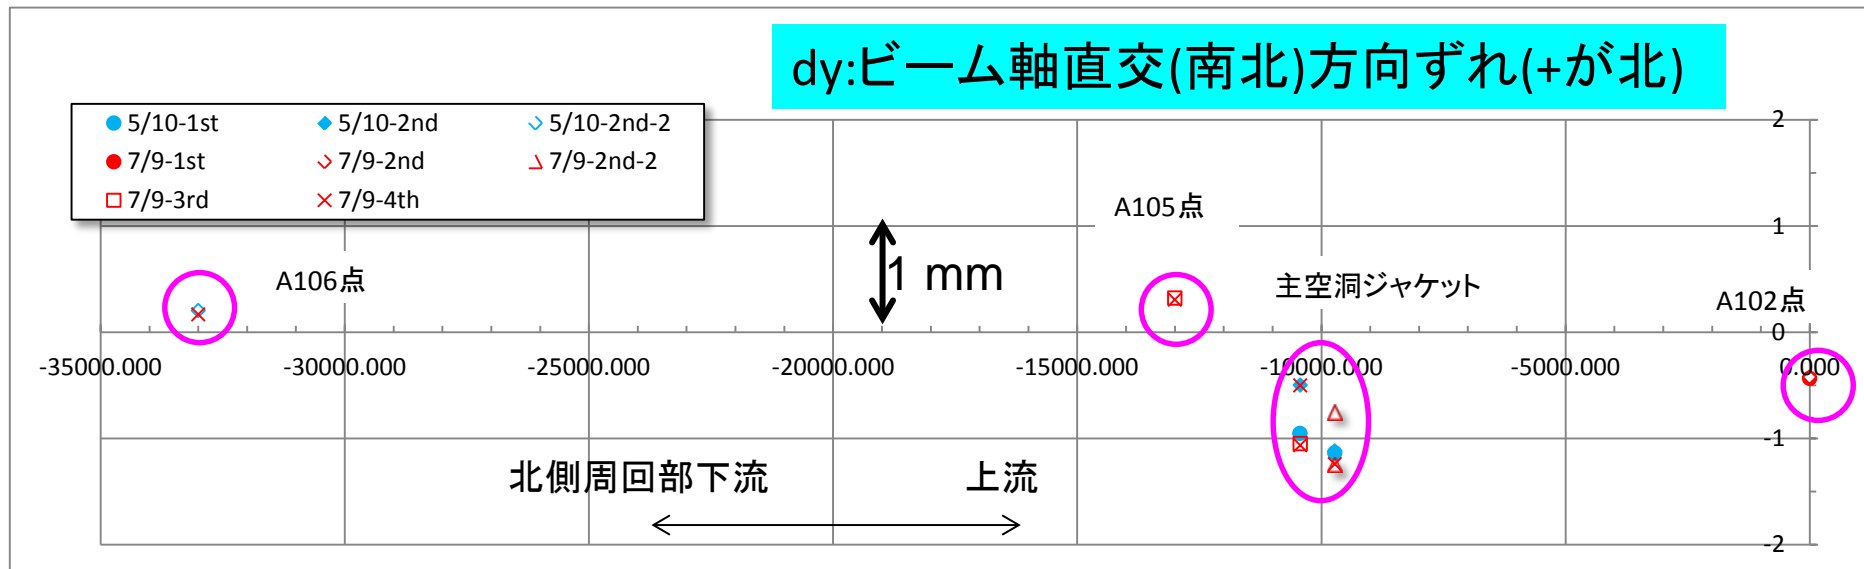 dy:ビーム軸直交(南北)方向ずれ(+が北)
5/10-1st 5/10-2nd 5/10-2nd-2
7/9-1st 7/9-2nd 7/9-2nd-2
7/9-3rd 7/9-4th
2
A105点
1
A106点
1 mm
主空洞ジャケット
A102点
0
-35000.000 -30000.000 -25000.000 -20000.000 -15000.000 -10000.000 -5000.000 0.000
-1
北側周回部下流 上流
-2